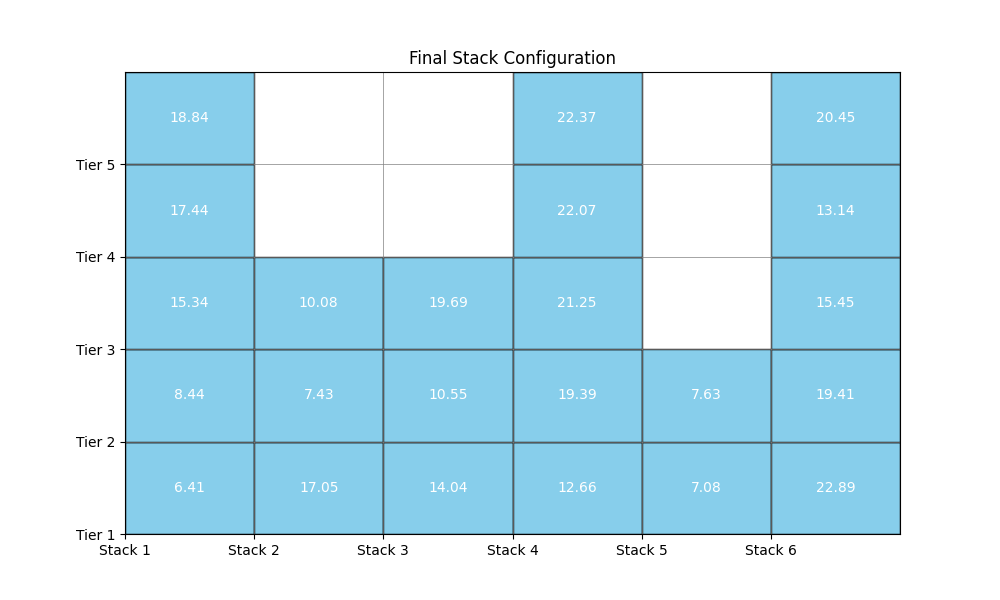 Final Stack Configuration
18.84 22.37 20.45
Tier 5
17.44 22.07 13.14
Tier 4
15.34 10.08 19.69 21.25 15.45
Tier 3
8.44 7.43 10.55 19.39 7.63 19.41
Tier 2
6.41 17.05 14.04 12.66 7.08 22.89
Tier 1
Stack 1 Stack 2 Stack 3 Stack 4 Stack 5 Stack 6